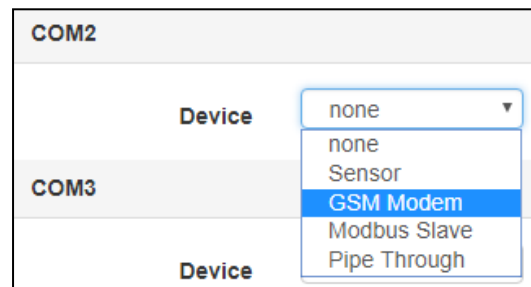 COM2
Device none
none
Sensor
COM3
GSM Modem
Modbus Slave
Device
Pipe Through